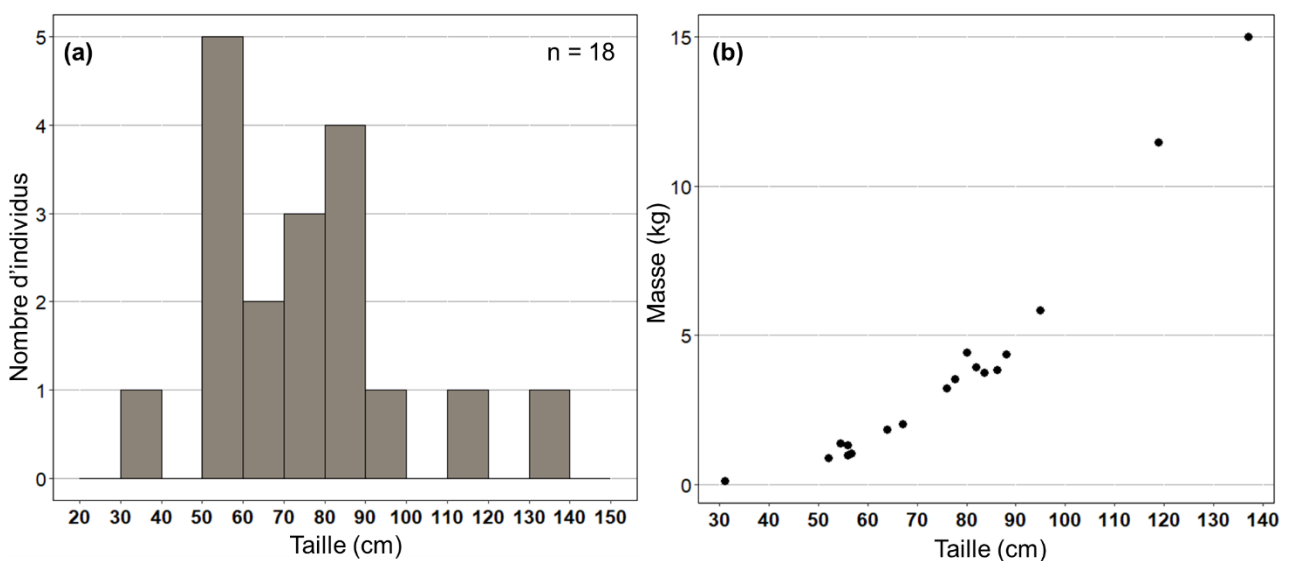 (a)
n = 18
5
4
3
2
1
0
Nombre d'individus
20 30 40 50 60 70 80 90 100 110 120 130 140 150
Taille (cm)
(b)
15
10
5
0
Masse (kg)
30 40 50 60 70 80 90 100 110 120 130 140
Taille (cm)